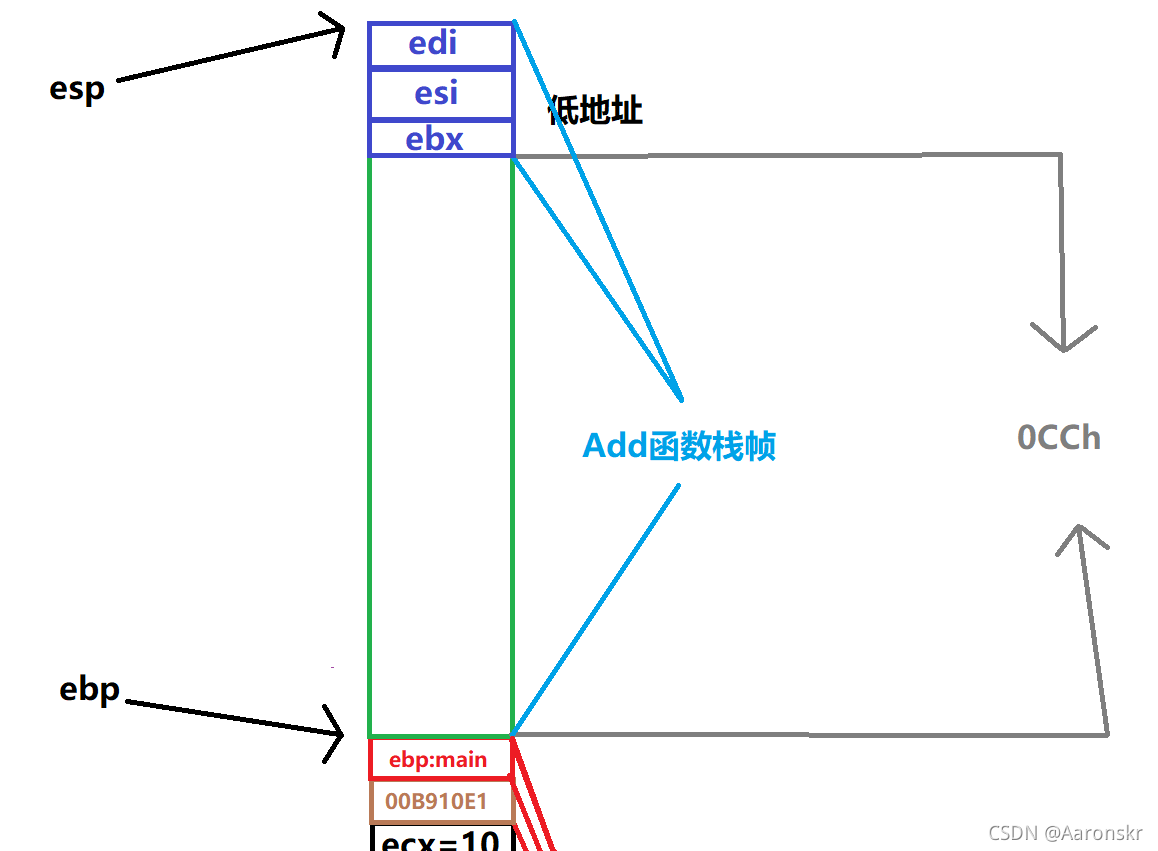 edi
esp
esi
低地址
ebx
Add函数栈帧
0CCh
ebp
ebp:main
00B910E1
ecx=10
CSDN @Aaronskr